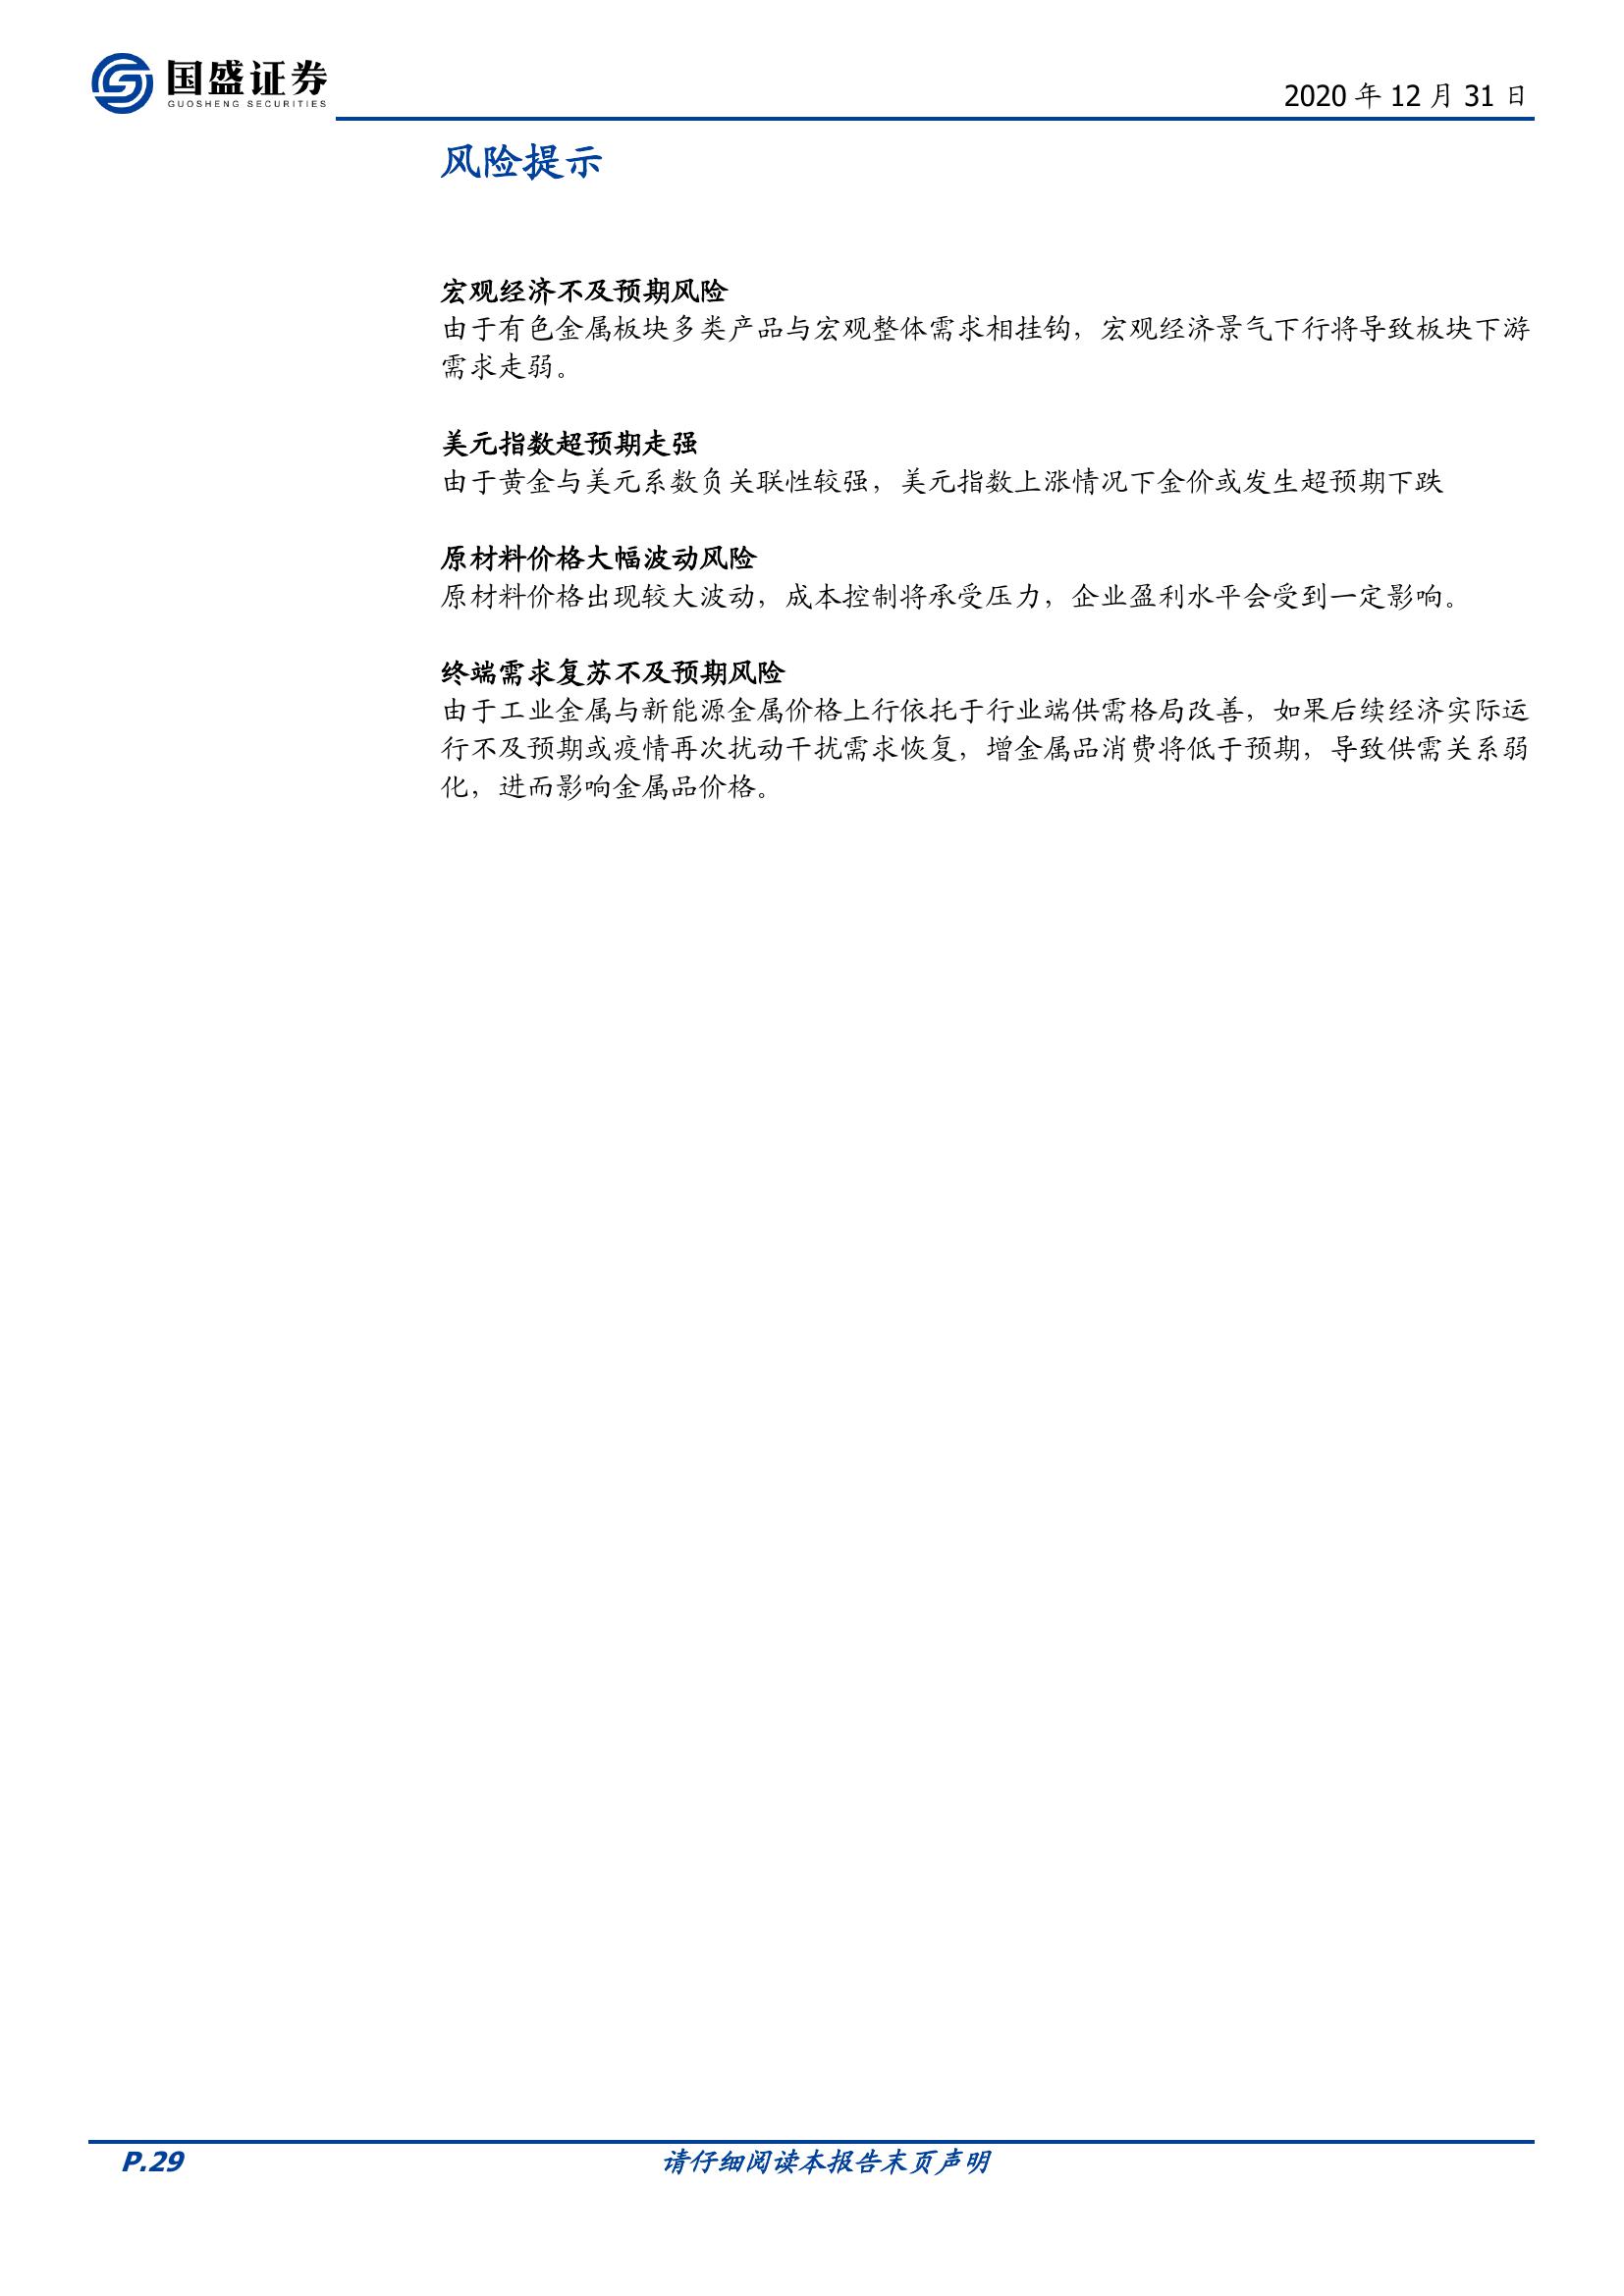 国盛证券
GUOSHENG SECURITIES
2020 年 12 月 31 日
风险提示
宏观经济不及预期风险
由于有色金属板块多类产品与宏观整体需求相挂钩，宏观经济景气下行将导致板块下游
需求走弱。
美元指数超预期走强
由于黄金与美元系数负关联性较强，美元指数上涨情况下金价或发生超预期下跌
原材料价格大幅波动风险
原材料价格出现较大波动，成本控制将承受压力，企业盈利水平会受到一定影响。
终端需求复苏不及预期风险
由于工业金属与新能源金属价格上行依托于行业端供需格局改善，如果后续经济实际运
行不及预期或疫情再次扰动干扰需求恢复，增金属品消费将低于预期，导致供需关系弱
化，进而影响金属品价格。
P.29
请仔细阅读本报告末页声明